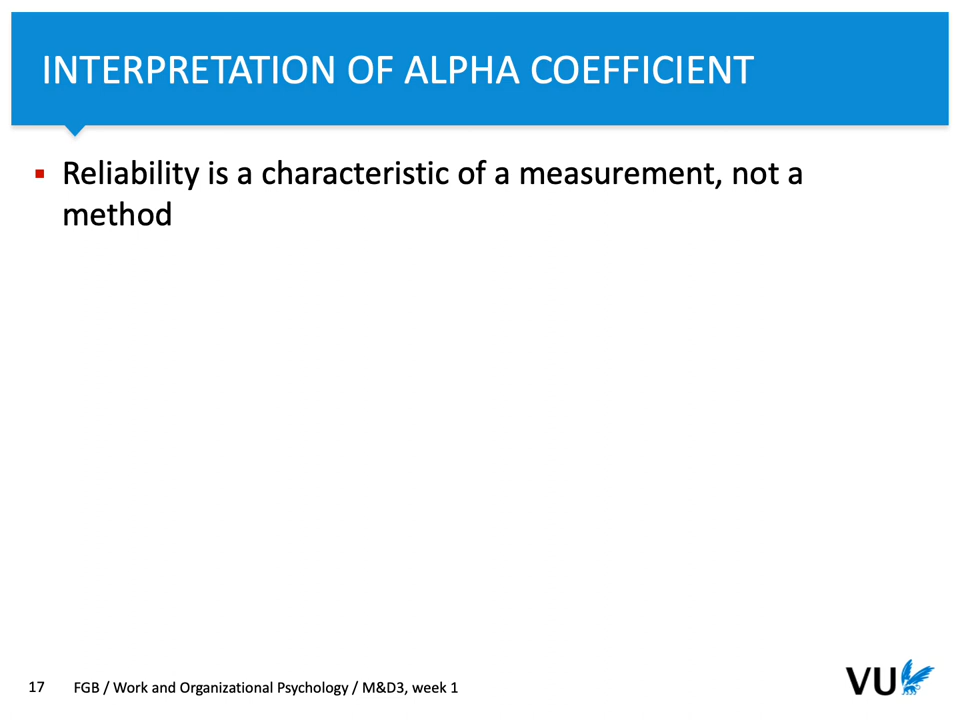 INTERPRETATION OF ALPHA COEFFICIENT
▪ Reliability is a characteristic of a measurement, not a
method
17 FGB / Work and Organizational Psychology / M&D3, week 1
VU